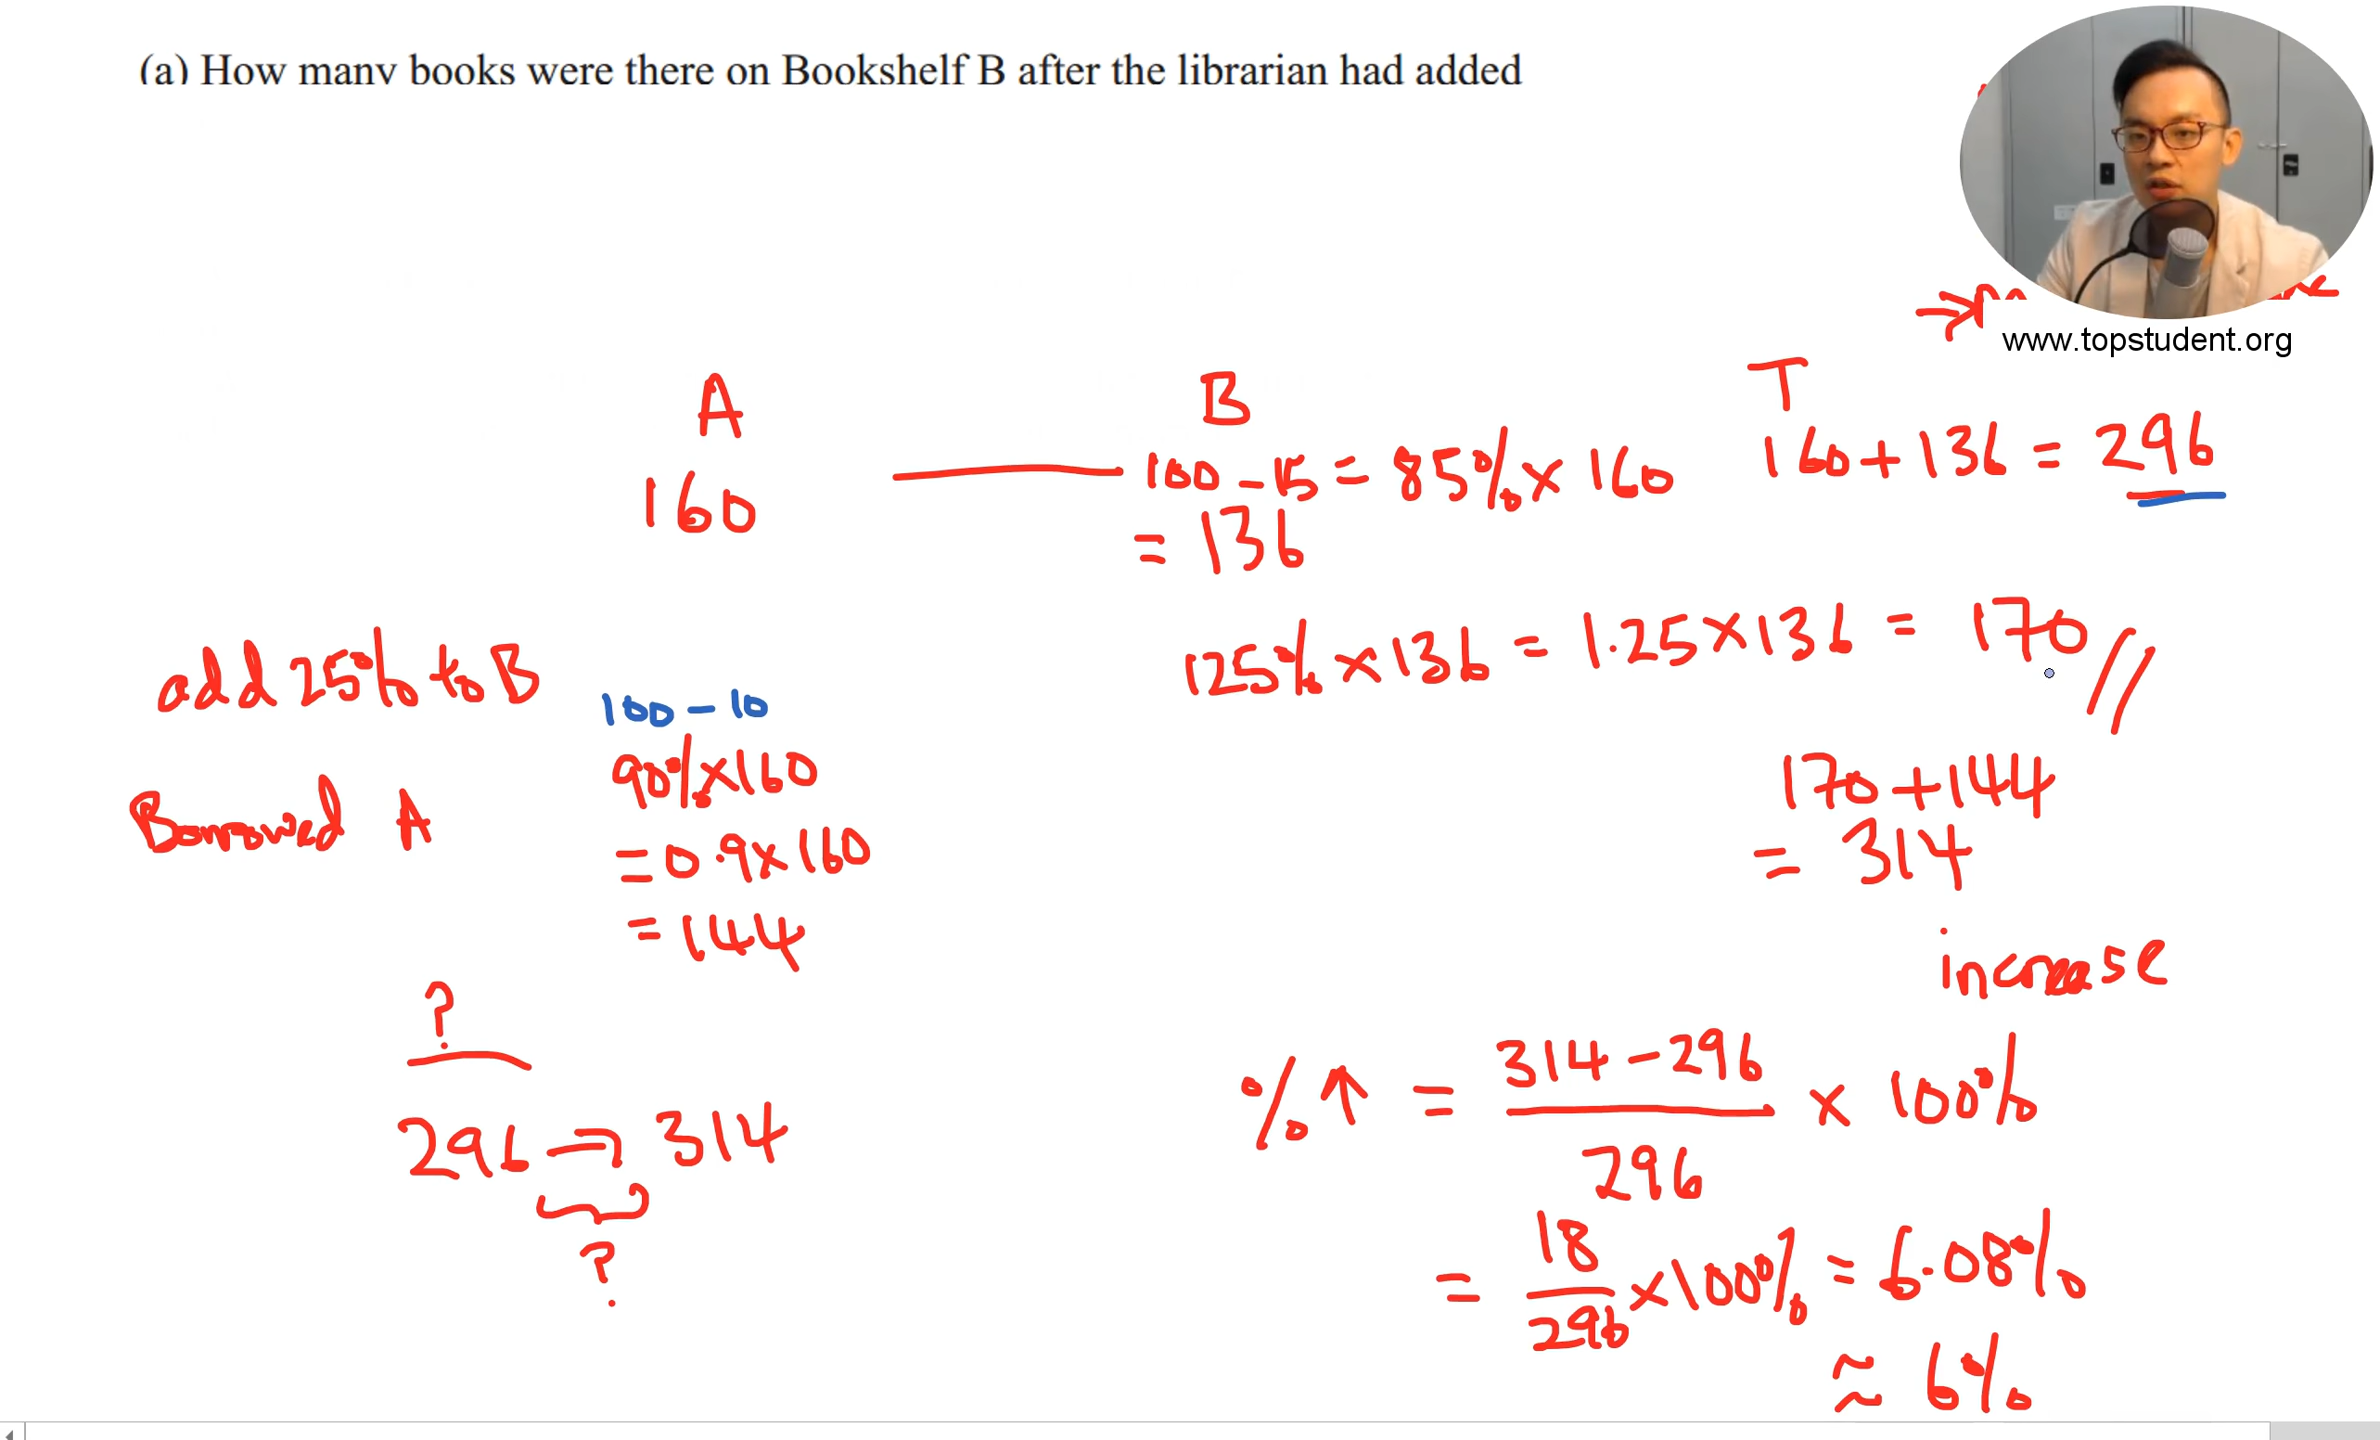 (a) How many books were there on Bookshelf B after the librarian had added
www.topstudent.org
A B T
160 100 - 15 = 85% × 160 160 + 136 = 296
= 136
add 25% to B 125% × 136 = 1.25 × 136 = 170 //
100 - 10
Borrowed A 90% × 160 170 + 144
= 0.9 × 160 = 314
= 144
increase
?
296 → 314 %↑ = 314 - 296 / 296 × 100%
?
= 18 / 296 × 100% = 6.08%
≈ 6%